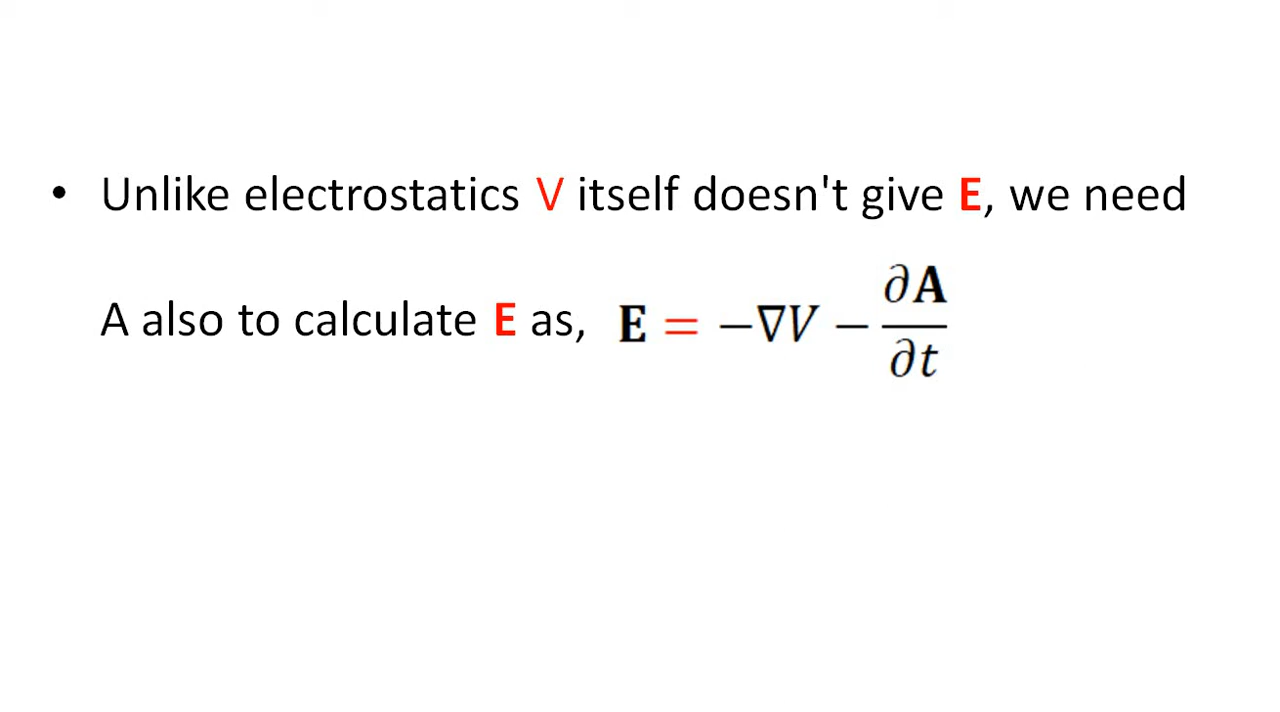 • Unlike electrostatics V itself doesn't give E, we need
A also to calculate E as, E = −∇V − ∂A/∂t